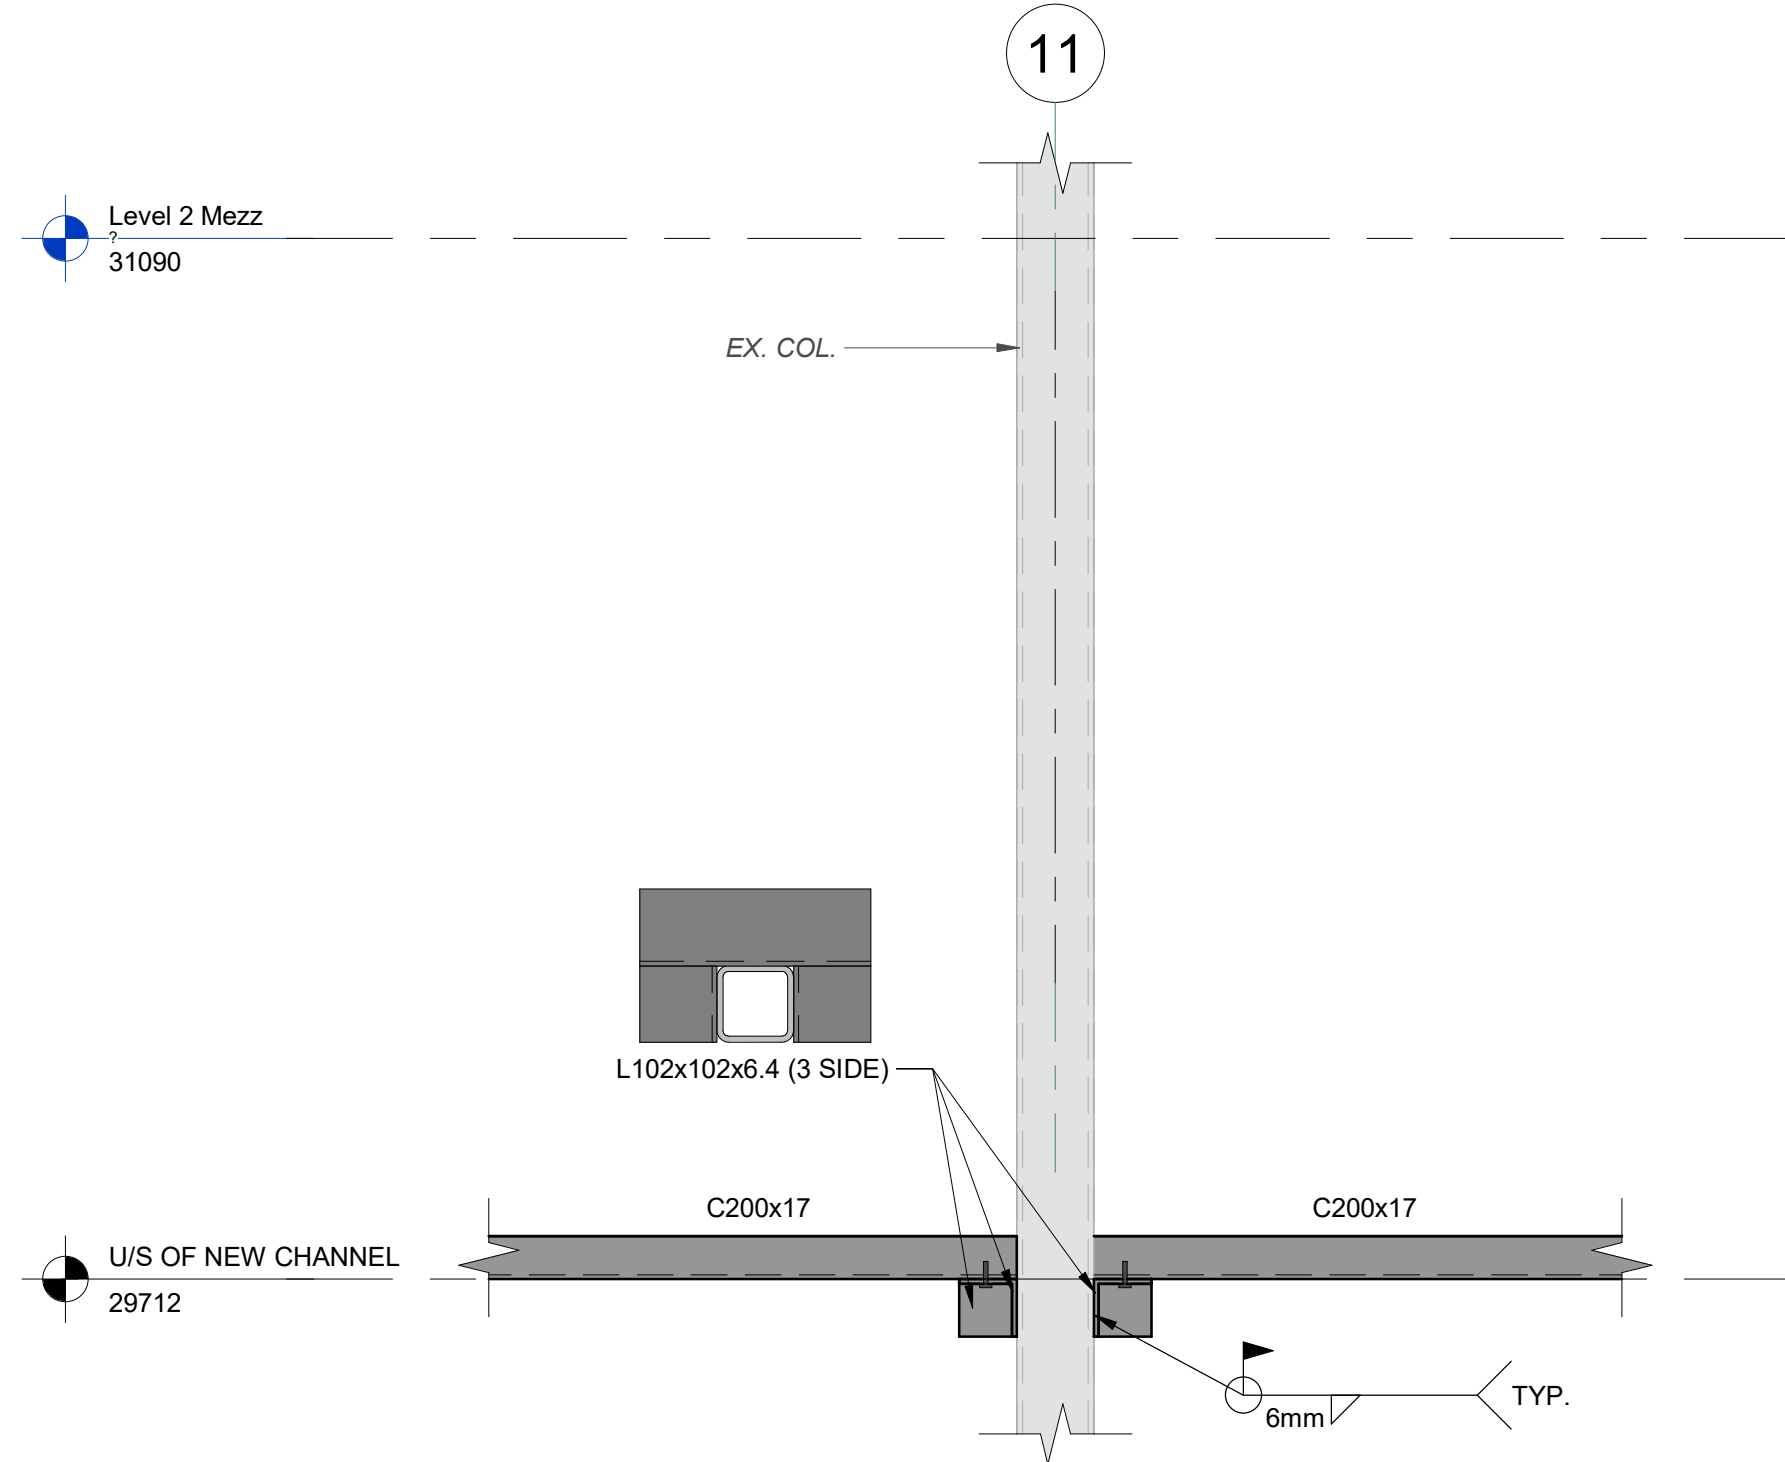 11
Level 2 Mezz
?
31090
EX. COL.
L102x102x6.4 (3 SIDE)
C200x17
C200x17
U/S OF NEW CHANNEL
29712
6mm
TYP.